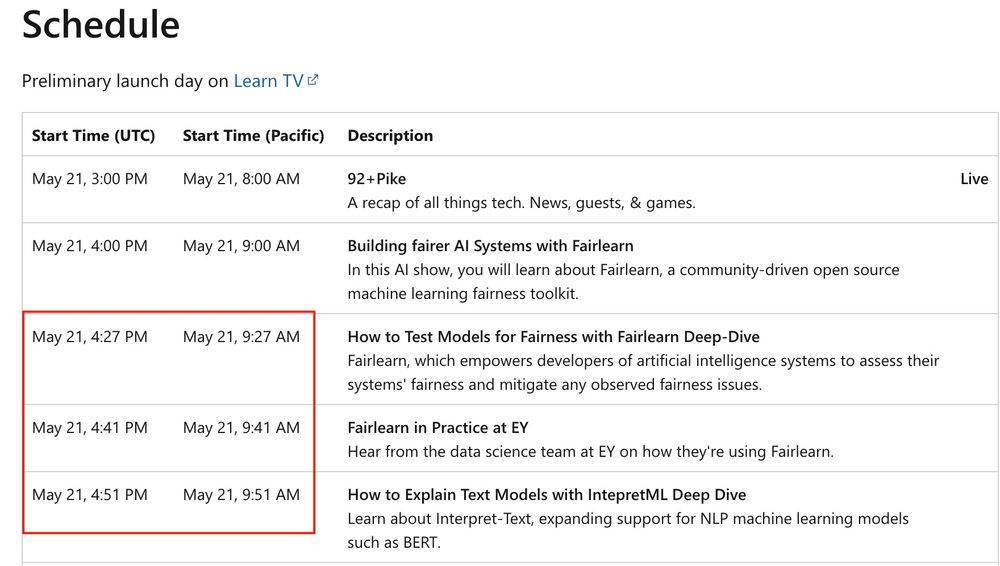 Schedule
Preliminary launch day on Learn TV
Start Time (UTC) Start Time (Pacific) Description
May 21, 3:00 PM May 21, 8:00 AM 92+Pike Live
A recap of all things tech. News, guests, & games.
May 21, 4:00 PM May 21, 9:00 AM Building fairer AI Systems with Fairlearn
In this AI show, you will learn about Fairlearn, a community-driven open source
machine learning fairness toolkit.
May 21, 4:27 PM May 21, 9:27 AM How to Test Models for Fairness with Fairlearn Deep-Dive
Fairlearn, which empowers developers of artificial intelligence systems to assess their
systems' fairness and mitigate any observed fairness issues.
May 21, 4:41 PM May 21, 9:41 AM Fairlearn in Practice at EY
Hear from the data science team at EY on how they're using Fairlearn.
May 21, 4:51 PM May 21, 9:51 AM How to Explain Text Models with IntepretML Deep Dive
Learn about Interpret-Text, expanding support for NLP machine learning models
such as BERT.